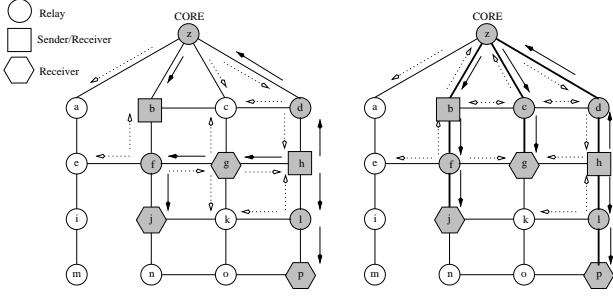 Relay
Sender/Receiver
Receiver
CORE
z
a
b
c
d
e
f
g
h
i
j
k
l
m
n
o
p
CORE
z
a
b
c
d
e
f
g
h
i
j
k
l
m
n
o
p